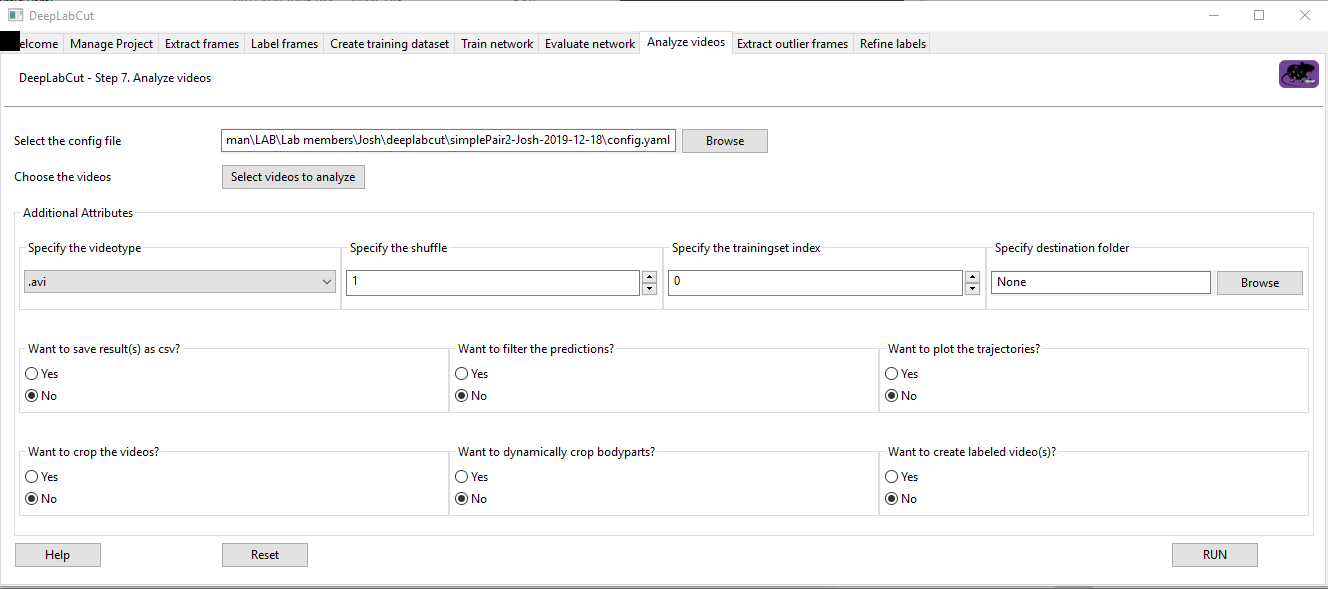 DeepLabCut
elcome Manage Project Extract frames Label frames Create training dataset Train network Evaluate network Analyze videos Extract outlier frames Refine labels
DeepLabCut - Step 7. Analyze videos
Select the config file man\LAB\Lab members\Josh\deeplabcut\simplePair2-Josh-2019-12-18\config.yaml Browse
Choose the videos Select videos to analyze
Additional Attributes
Specify the videotype Specify the shuffle Specify the trainingset index Specify destination folder
.avi 1 0 None Browse
Want to save result(s) as csv? Want to filter the predictions? Want to plot the trajectories?
Yes Yes Yes
No No No
Want to crop the videos? Want to dynamically crop bodyparts? Want to create labeled video(s)?
Yes Yes Yes
No No No
Help Reset RUN